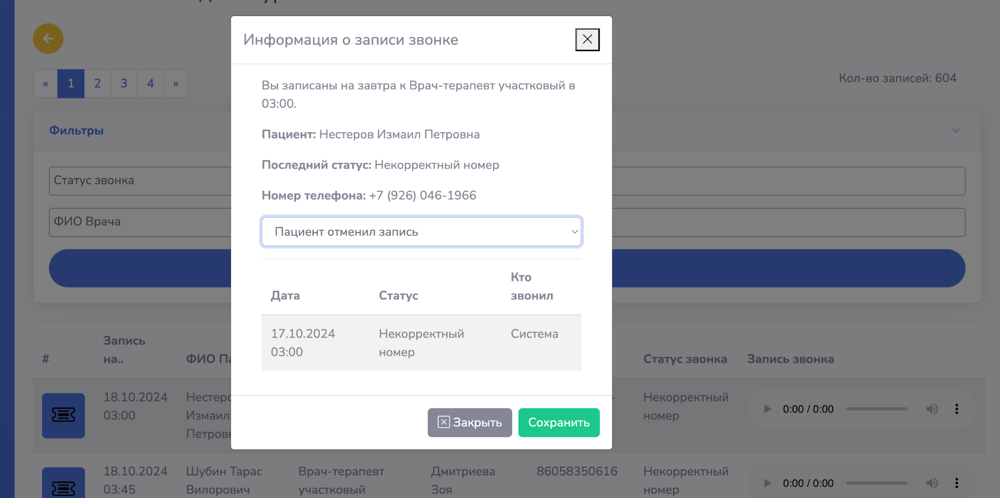 Информация о записи звонке
« 1 2 3 4 »
Кол-во записей: 604
Вы записаны на завтра к Врач-терапевт участковый в
03:00.
Фильтры
Пациент: Нестеров Измаил Петровна
Последний статус: Некорректный номер
Статус звонка
Номер телефона: +7 (926) 046-1966
ФИО Врача
Пациент отменил запись
Дата Статус Кто
звонил
17.10.2024
03:00
Некорректный
номер
Система
#
Запись
на..
ФИО
Статус звонка
Запись звонка
18.10.2024
03:00
Измаил
Некорректный
номер
0:00 / 0:00
Закрыть
Сохранить
18.10.2024
03:45
Шубин Тарас
Вилорович
Врач-терапевт
участковый
Дмитриева
Зоя
86058350616
Некорректный
номер
0:00 / 0:00